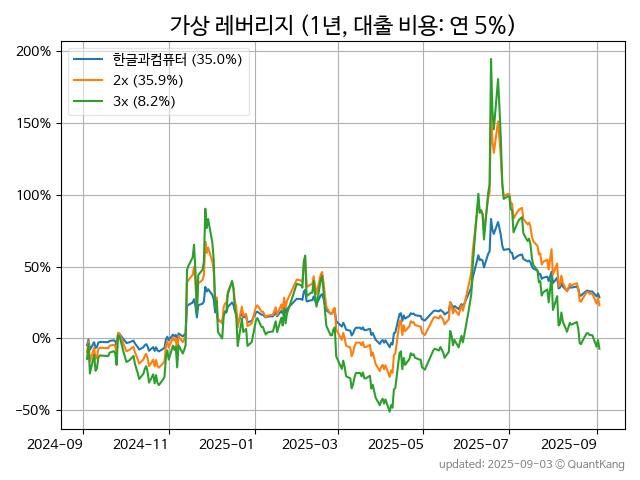 가상 레버리지 (1년, 대출 비용: 연 5%)
한글과컴퓨터 (35.0%)
2x (35.9%)
3x (8.2%)
200%
150%
100%
50%
0%
−50%
2024-09 2024-11 2025-01 2025-03 2025-05 2025-07 2025-09
updated: 2025-09-03 © QuantKang